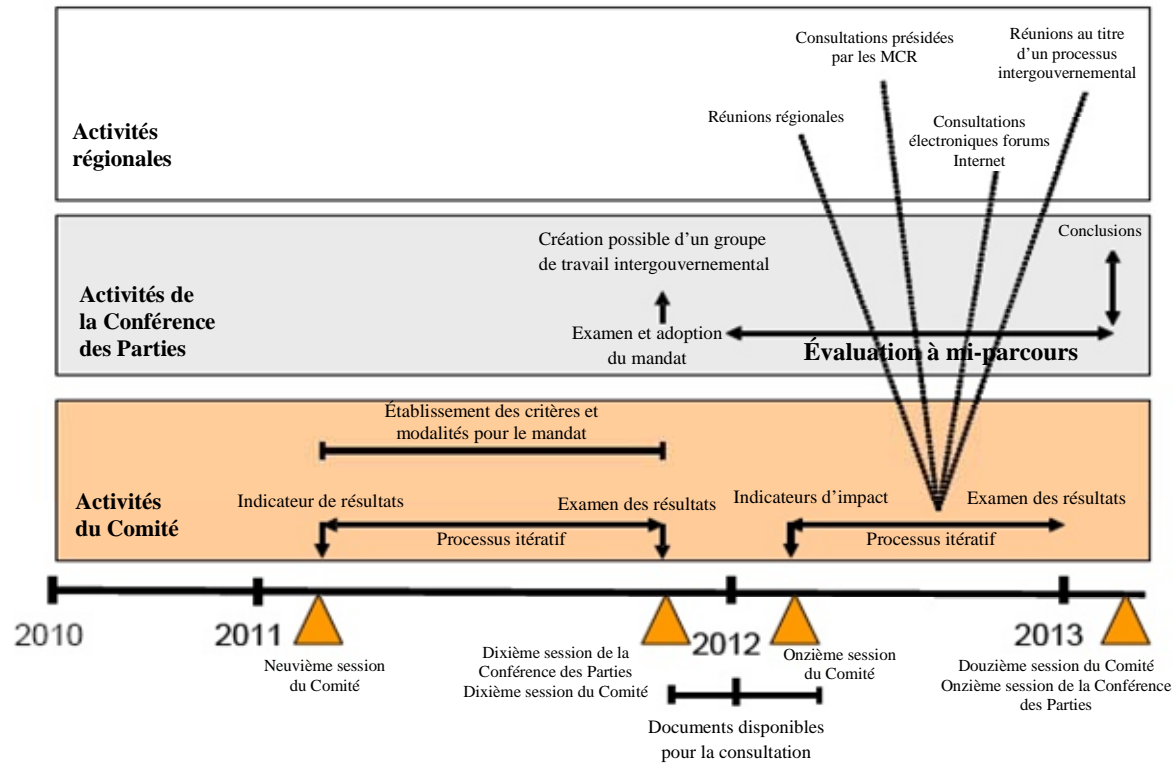 Consultations présidées
par les MCR
Réunions au titre
d'un processus
intergouvernemental
Réunions régionales
Consultations
électroniques forums
Internet
Activités
régionales
Création possible d'un groupe
de travail intergouvernemental
Conclusions
Activités de
la Conférence
des Parties
Examen et adoption
du mandat
Évaluation à mi-parcours
Établissement des critères et
modalités pour le mandat
Activités
du Comité
Indicateur de résultats
Examen des résultats
Indicateurs d'impact
Examen des résultats
Processus itératif
Processus itératif
2010
2011
2012
2013
Neuvième session
du Comité
Dixième session de la
Conférence des Parties
Dixième session du Comité
Onzième session
du Comité
Douzième session du Comité
Onzième session de la Conférence
des Parties
Documents disponibles
pour la consultation